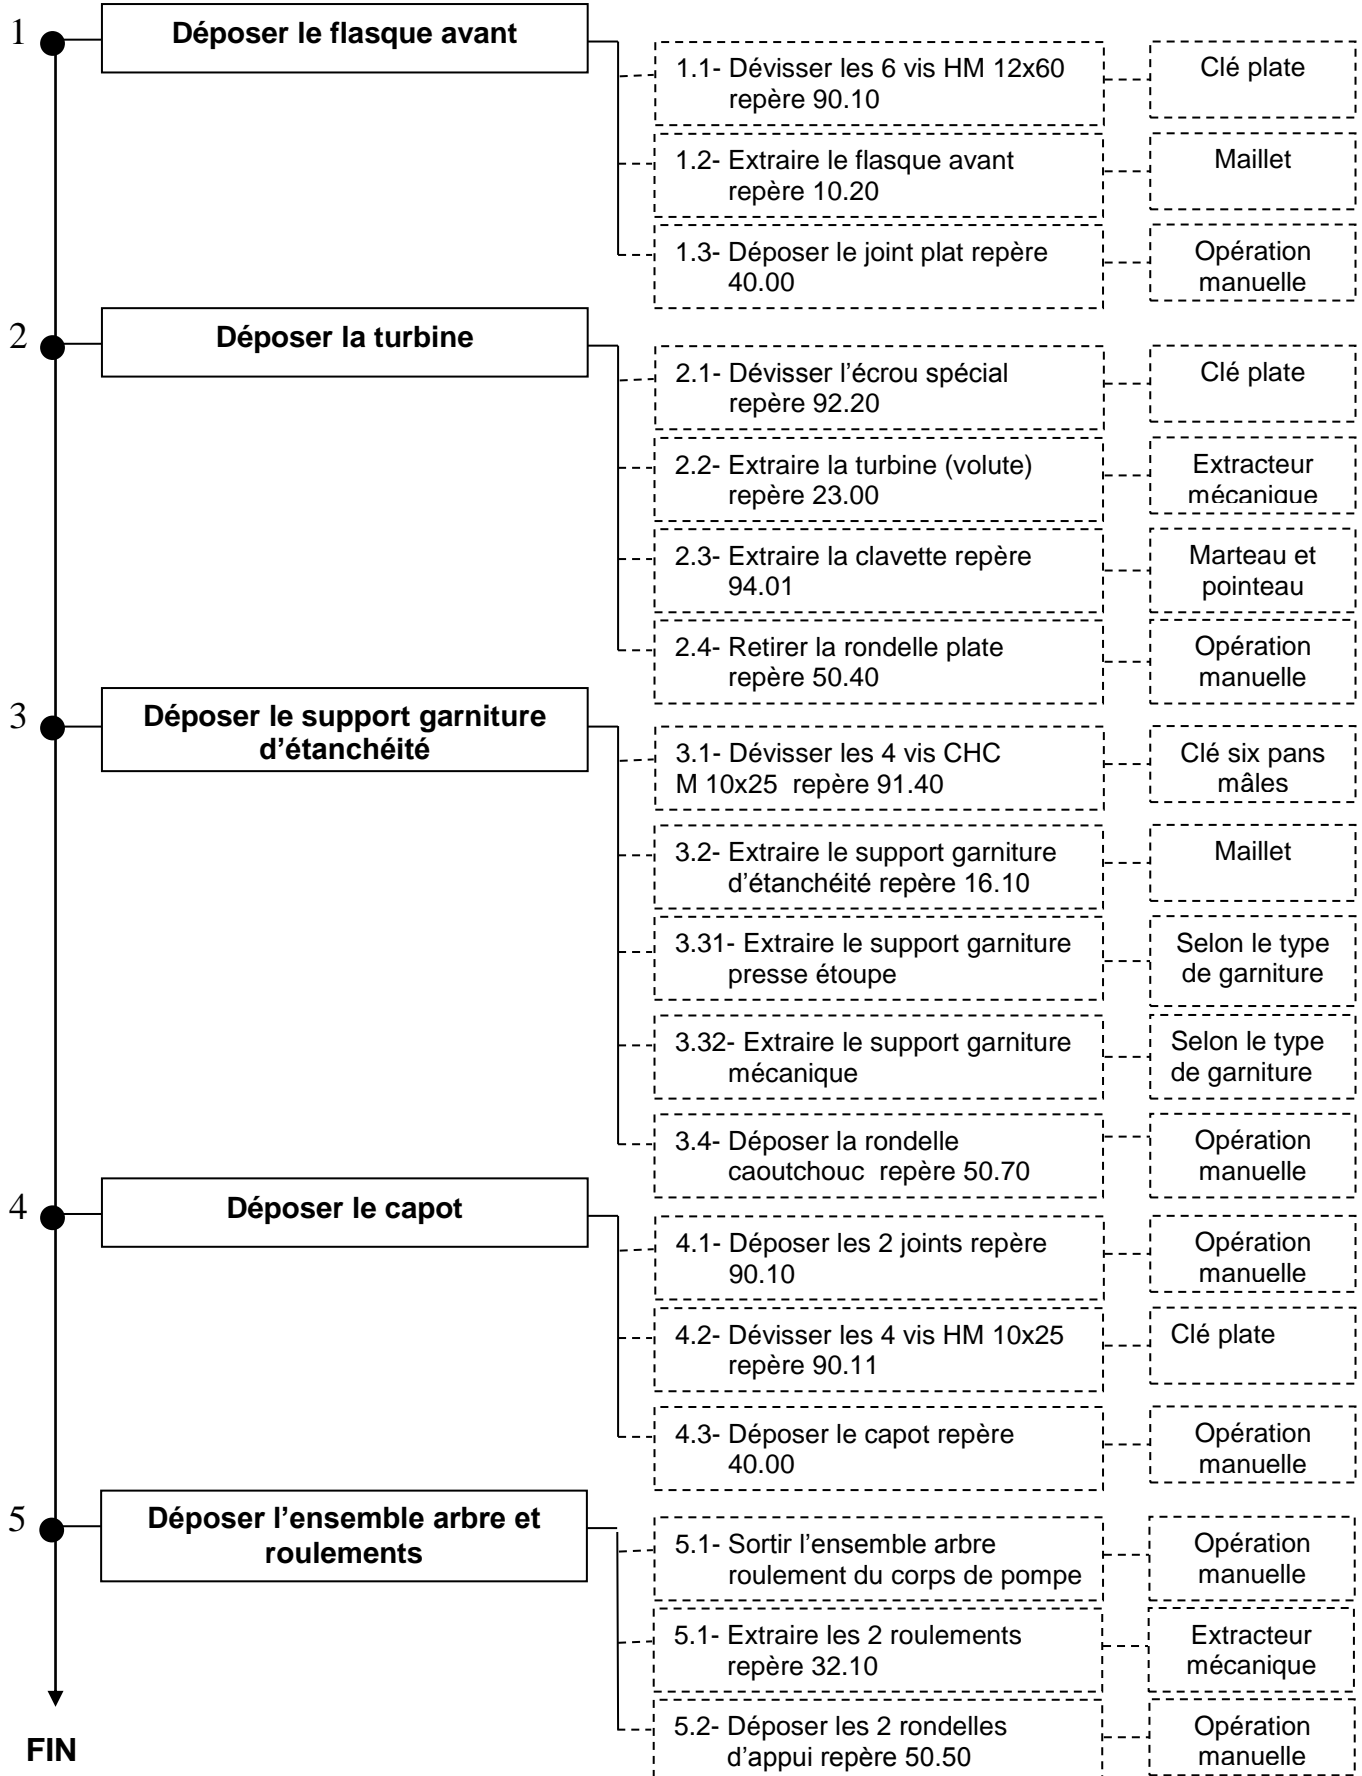 1
Déposer le flasque avant
1.1- Dévisser les 6 vis HM 12x60
repère 90.10
Clé plate
1.2- Extraire le flasque avant
repère 10.20
Maillet
1.3- Déposer le joint plat repère
40.00
Opération
manuelle
2
Déposer la turbine
2.1- Dévisser l’écrou spécial
repère 92.20
Clé plate
2.2- Extraire la turbine (volute)
repère 23.00
Extracteur
mécanique
2.3- Extraire la clavette repère
94.01
Marteau et
pointeau
2.4- Retirer la rondelle plate
repère 50.40
Opération
manuelle
3
Déposer le support garniture
d’étanchéité
3.1- Dévisser les 4 vis CHC
M 10x25 repère 91.40
Clé six pans
mâles
3.2- Extraire le support garniture
d’étanchéité repère 16.10
Maillet
3.31- Extraire le support garniture
presse étoupe
Selon le type
de garniture
3.32- Extraire le support garniture
mécanique
Selon le type
de garniture
3.4- Déposer la rondelle
caoutchouc repère 50.70
Opération
manuelle
4
Déposer le capot
4.1- Déposer les 2 joints repère
90.10
Opération
manuelle
4.2- Dévisser les 4 vis HM 10x25
repère 90.11
Clé plate
4.3- Déposer le capot repère
40.00
Opération
manuelle
5
Déposer l’ensemble arbre et
roulements
5.1- Sortir l’ensemble arbre
roulement du corps de pompe
Opération
manuelle
5.1- Extraire les 2 roulements
repère 32.10
Extracteur
mécanique
5.2- Déposer les 2 rondelles
d’appui repère 50.50
Opération
manuelle
FIN